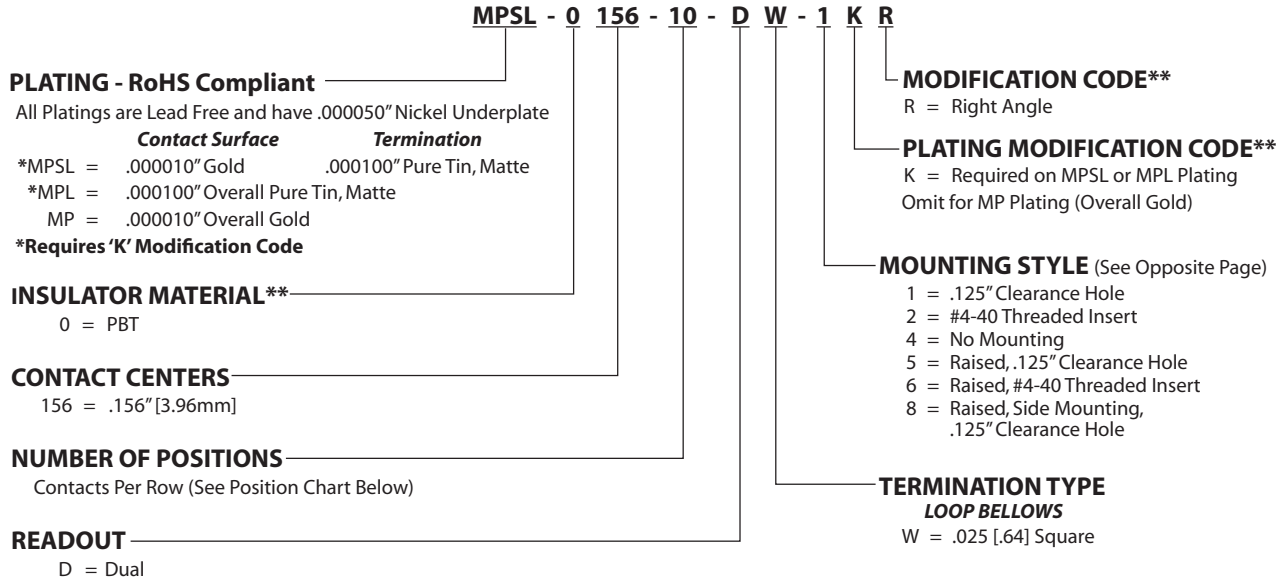 MPSL - 0 156 - 10 - D W - 1 K R
PLATING - RoHS Compliant
All Platings are Lead Free and have .000050" Nickel Underplate
Contact Surface Termination
*MPSL = .000010" Gold .000100" Pure Tin, Matte
*MPL = .000100" Overall Pure Tin, Matte
MP = .000010" Overall Gold
*Requires 'K' Modification Code
INSULATOR MATERIAL**
0 = PBT
CONTACT CENTERS
156 = .156" [3.96mm]
NUMBER OF POSITIONS
Contacts Per Row (See Position Chart Below)
READOUT
D = Dual
MODIFICATION CODE**
R = Right Angle
PLATING MODIFICATION CODE**
K = Required on MPSL or MPL Plating
Omit for MP Plating (Overall Gold)
MOUNTING STYLE (See Opposite Page)
1 = .125" Clearance Hole
2 = #4-40 Threaded Insert
4 = No Mounting
5 = Raised, .125" Clearance Hole
6 = Raised, #4-40 Threaded Insert
8 = Raised, Side Mounting,
.125" Clearance Hole
TERMINATION TYPE
LOOP BELLOWS
W = .025 [.64] Square